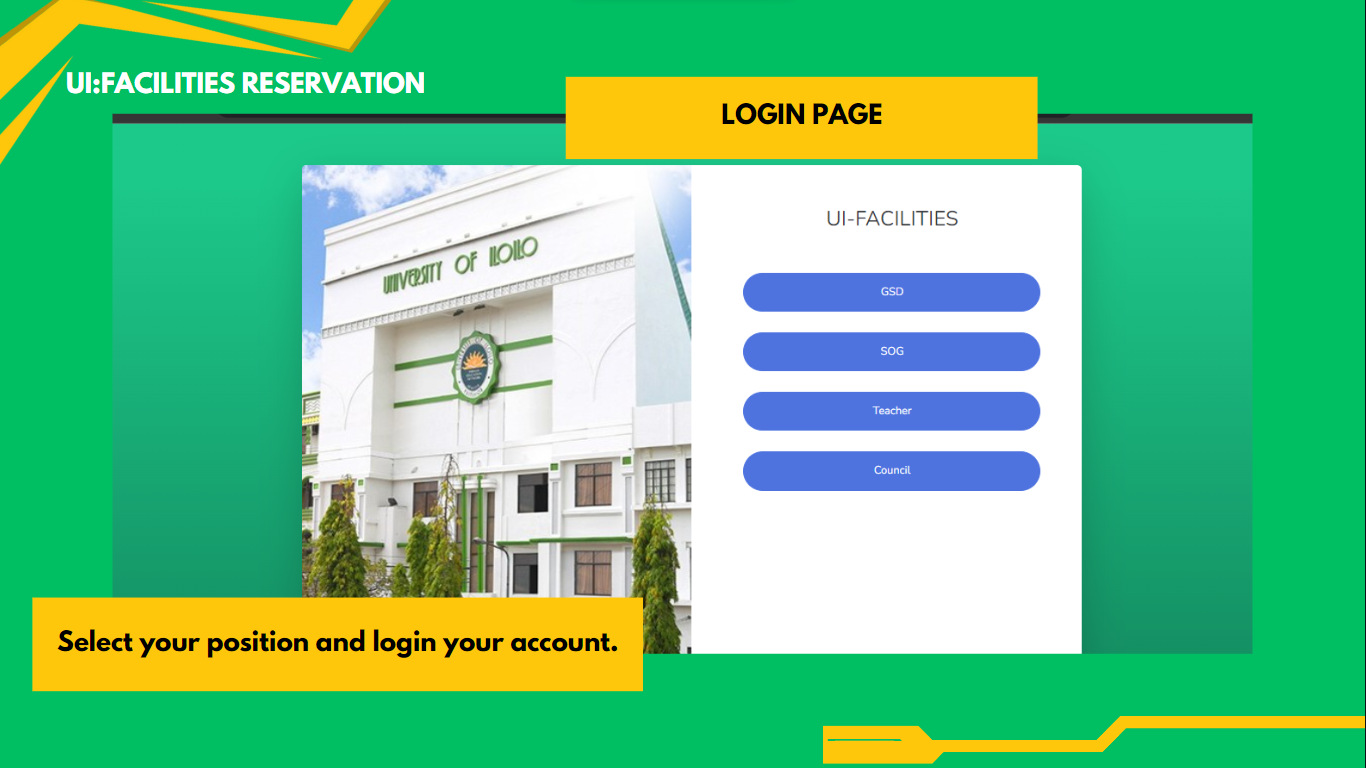 UI:FACILITIES RESERVATION
LOGIN PAGE
UNIVERSITY OF ILOILO
UI-FACILITIES
GSD
SOG
Teacher
Council
Select your position and login your account.